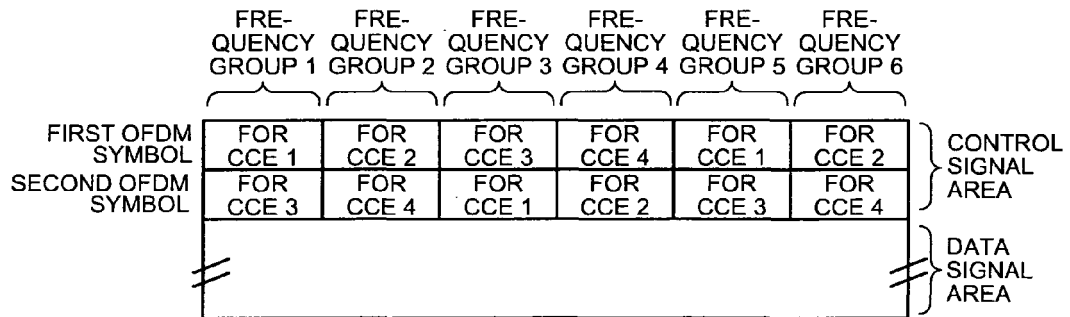 FRE- FRE- FRE- FRE- FRE- FRE-
QUENCY QUENCY QUENCY QUENCY QUENCY QUENCY
GROUP 1 GROUP 2 GROUP 3 GROUP 4 GROUP 5 GROUP 6
FIRST OFDM SYMBOL
FOR CCE 1
FOR CCE 2
FOR CCE 3
FOR CCE 4
FOR CCE 1
FOR CCE 2
CONTROL
SIGNAL
AREA
SECOND OFDM SYMBOL
FOR CCE 3
FOR CCE 4
FOR CCE 1
FOR CCE 2
FOR CCE 3
FOR CCE 4
DATA
SIGNAL
AREA